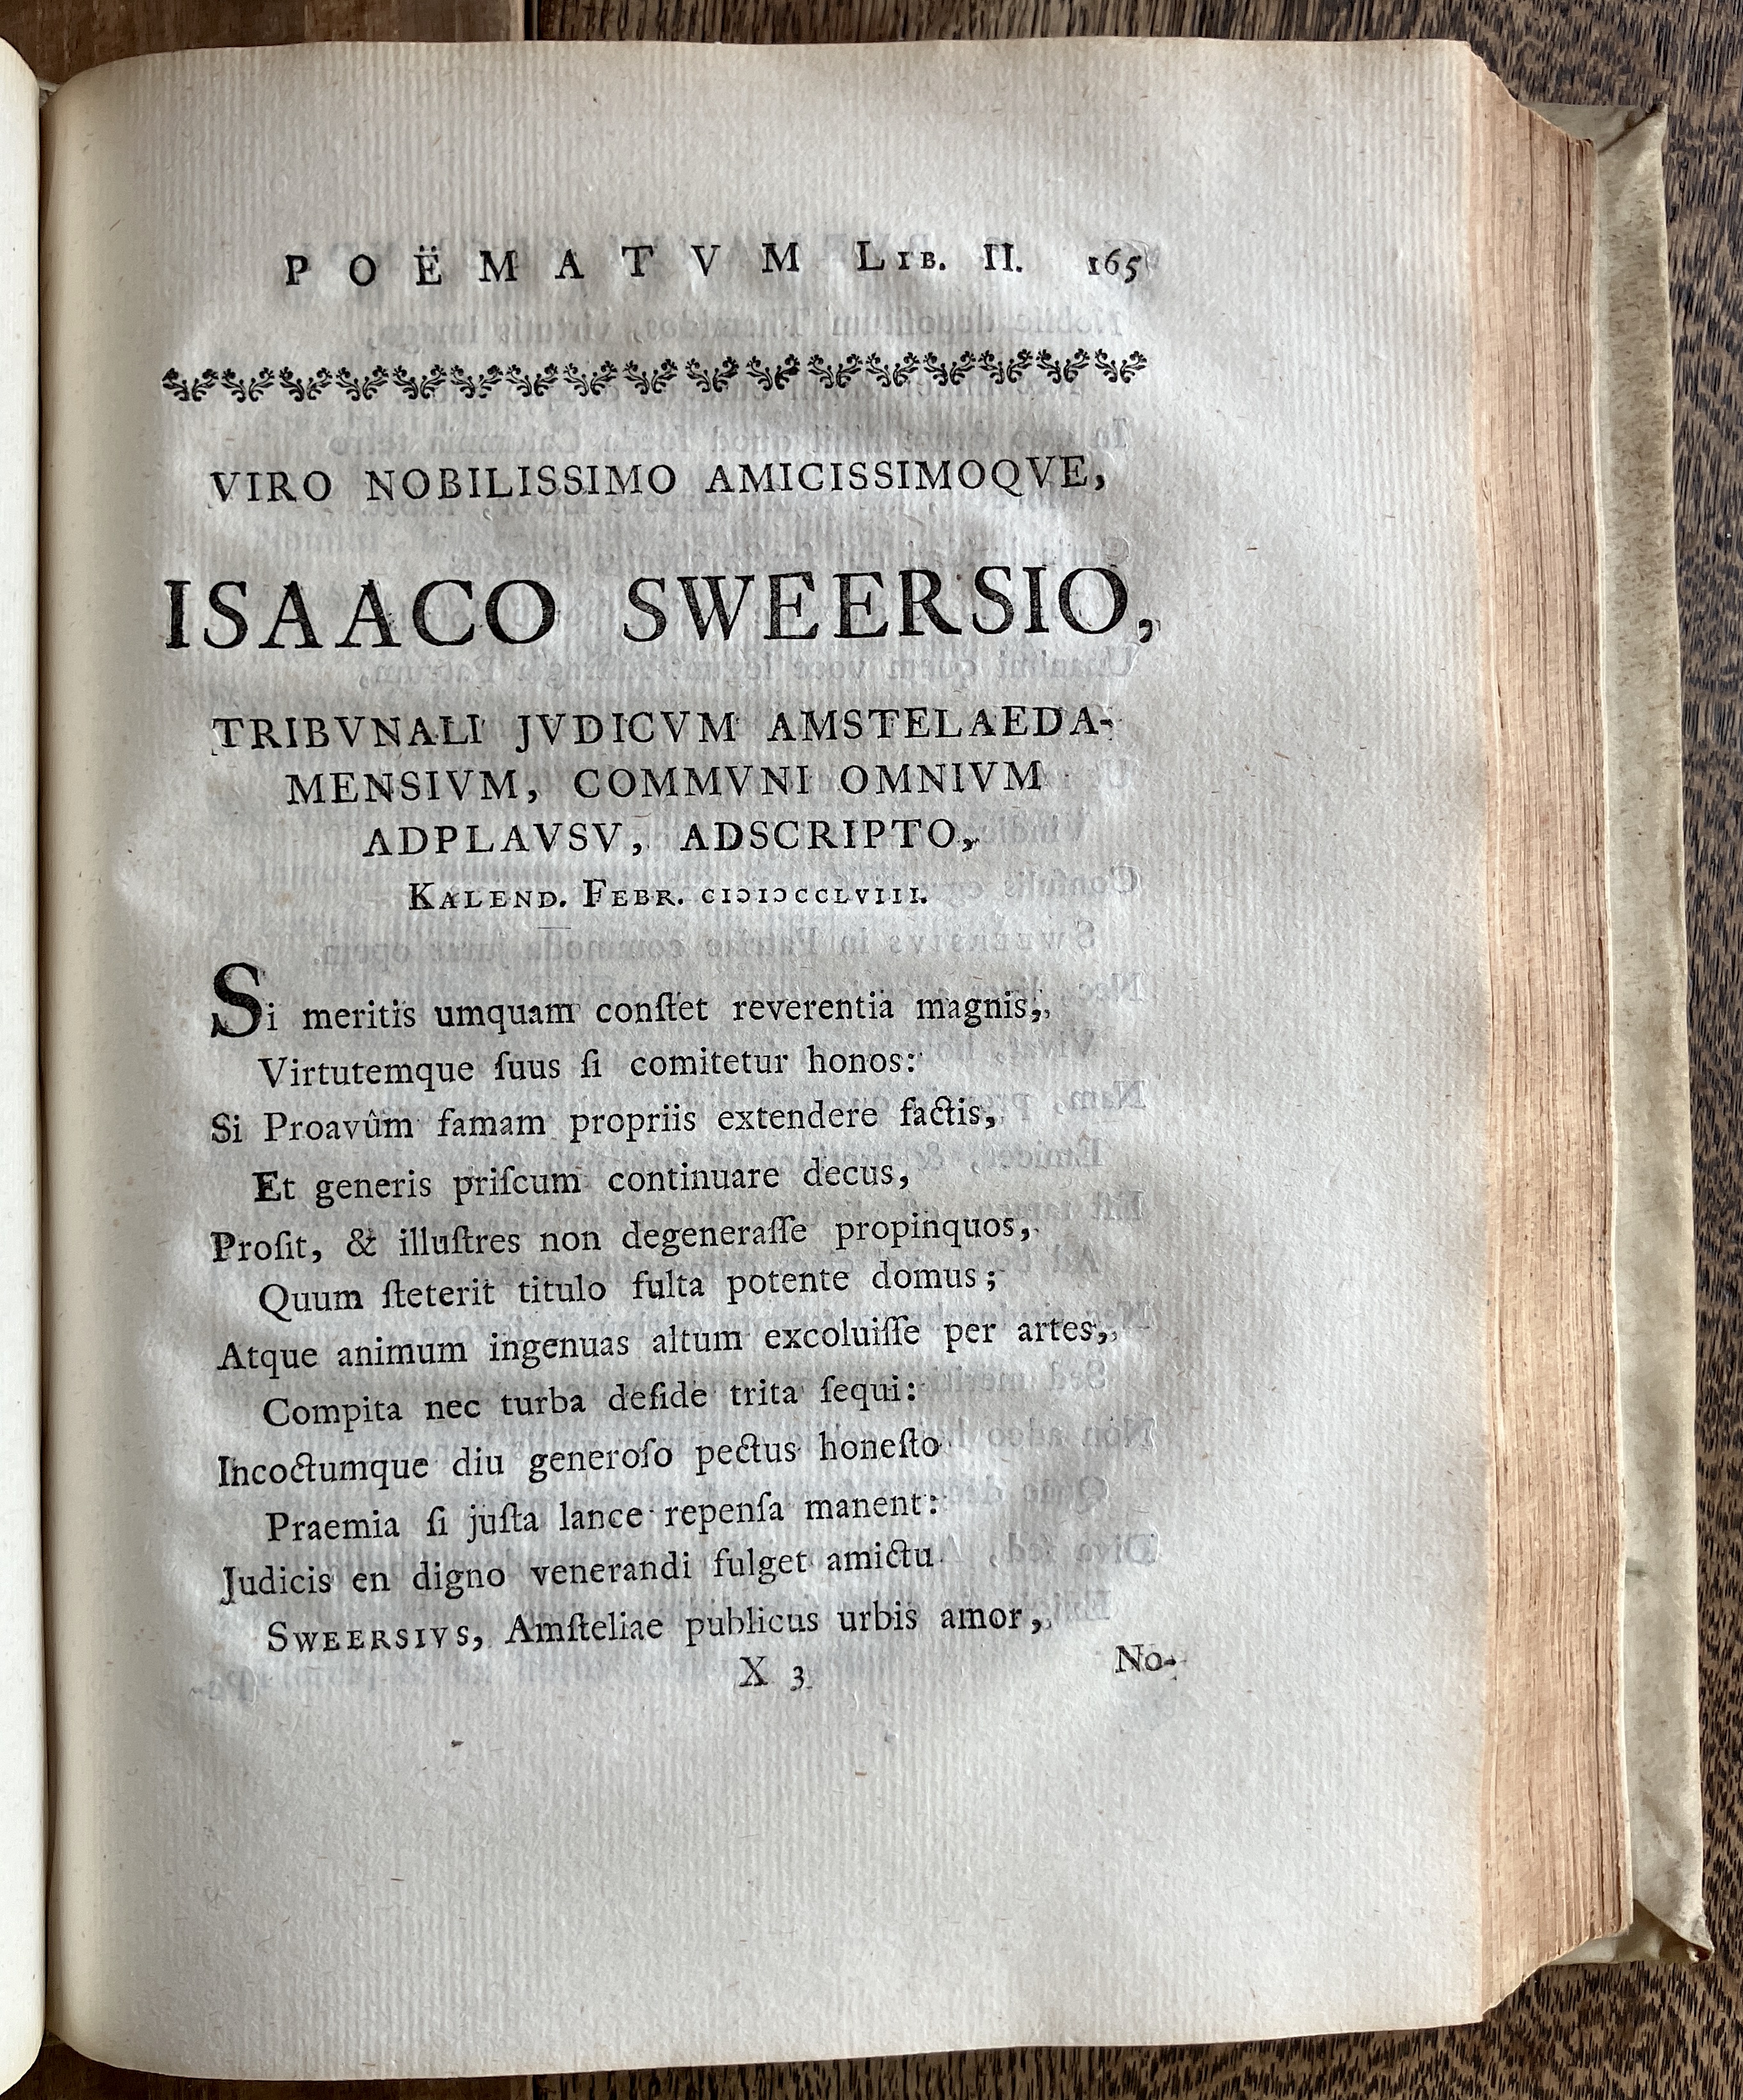 POËMATVM LIB. II. 165
VIRO NOBILISSIMO AMICISSIMOQVE,
ISAACO SWEERSIO,
TRIBVNALI JVDICVM AMSTELAEDA-
MENSIVM, COMMVNI OMNIVM
ADPLAVSV, ADSCRIPTO,
KALEND. FEBR. CIↃIↃCCLVIII.
Si meritis umquam conſtet reverentia magnis,
Virtutemque ſuus ſi comitetur honos:
Si Proavûm famam propriis extendere factis,
Et generis priſcum continuare decus,
Proſit, & illuſtres non degeneraſſe propinquos,
Quum ſteterit titulo fulta potente domus;
Atque animum ingenuas altum excoluiſſe per artes,
Compita nec turba deſide trita ſequi:
Incoctumque diu generoſo pectus honeſto
Praemia ſi juſta lance repenſa manent:
Judicis en digno venerandi fulget amictu
SWEERSIVS, Amſteliae publicus urbis amor,
X 3 No-